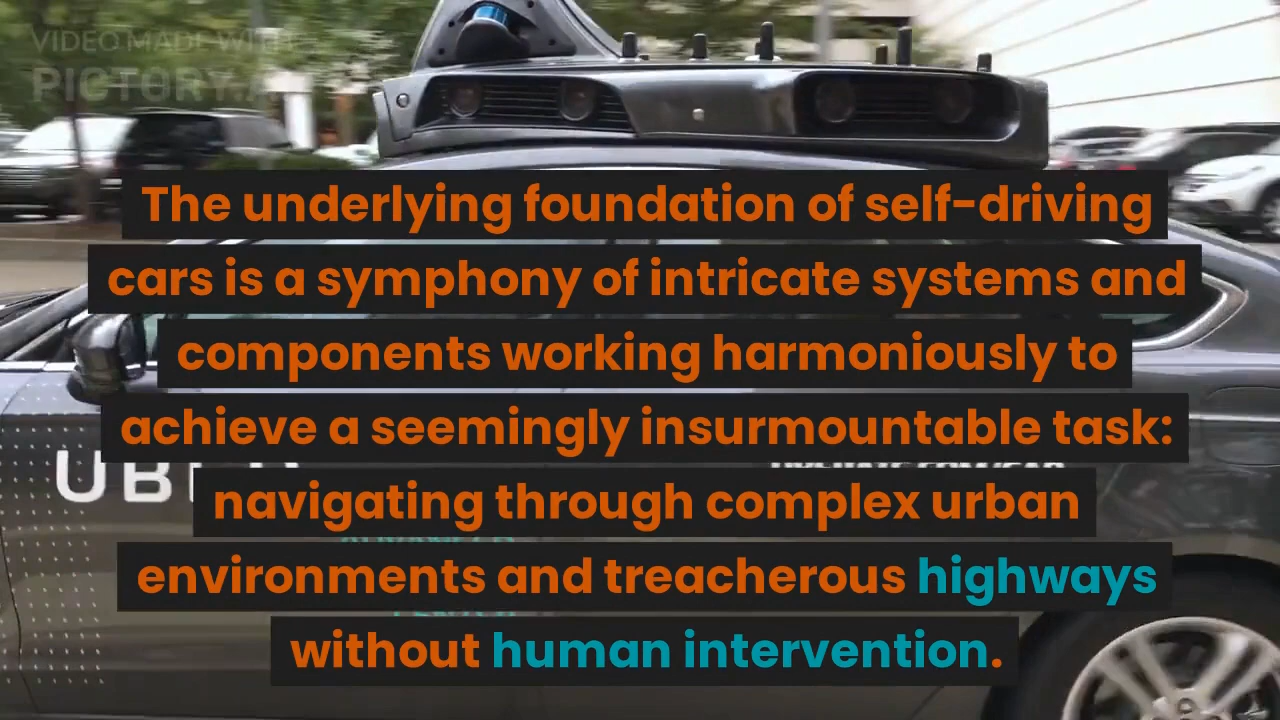 VIDEO MADE WITH
PICTORY.
The underlying foundation of self-driving
cars is a symphony of intricate systems and
components working harmoniously to
achieve a seemingly insurmountable task:
navigating through complex urban
environments and treacherous highways
without human intervention.